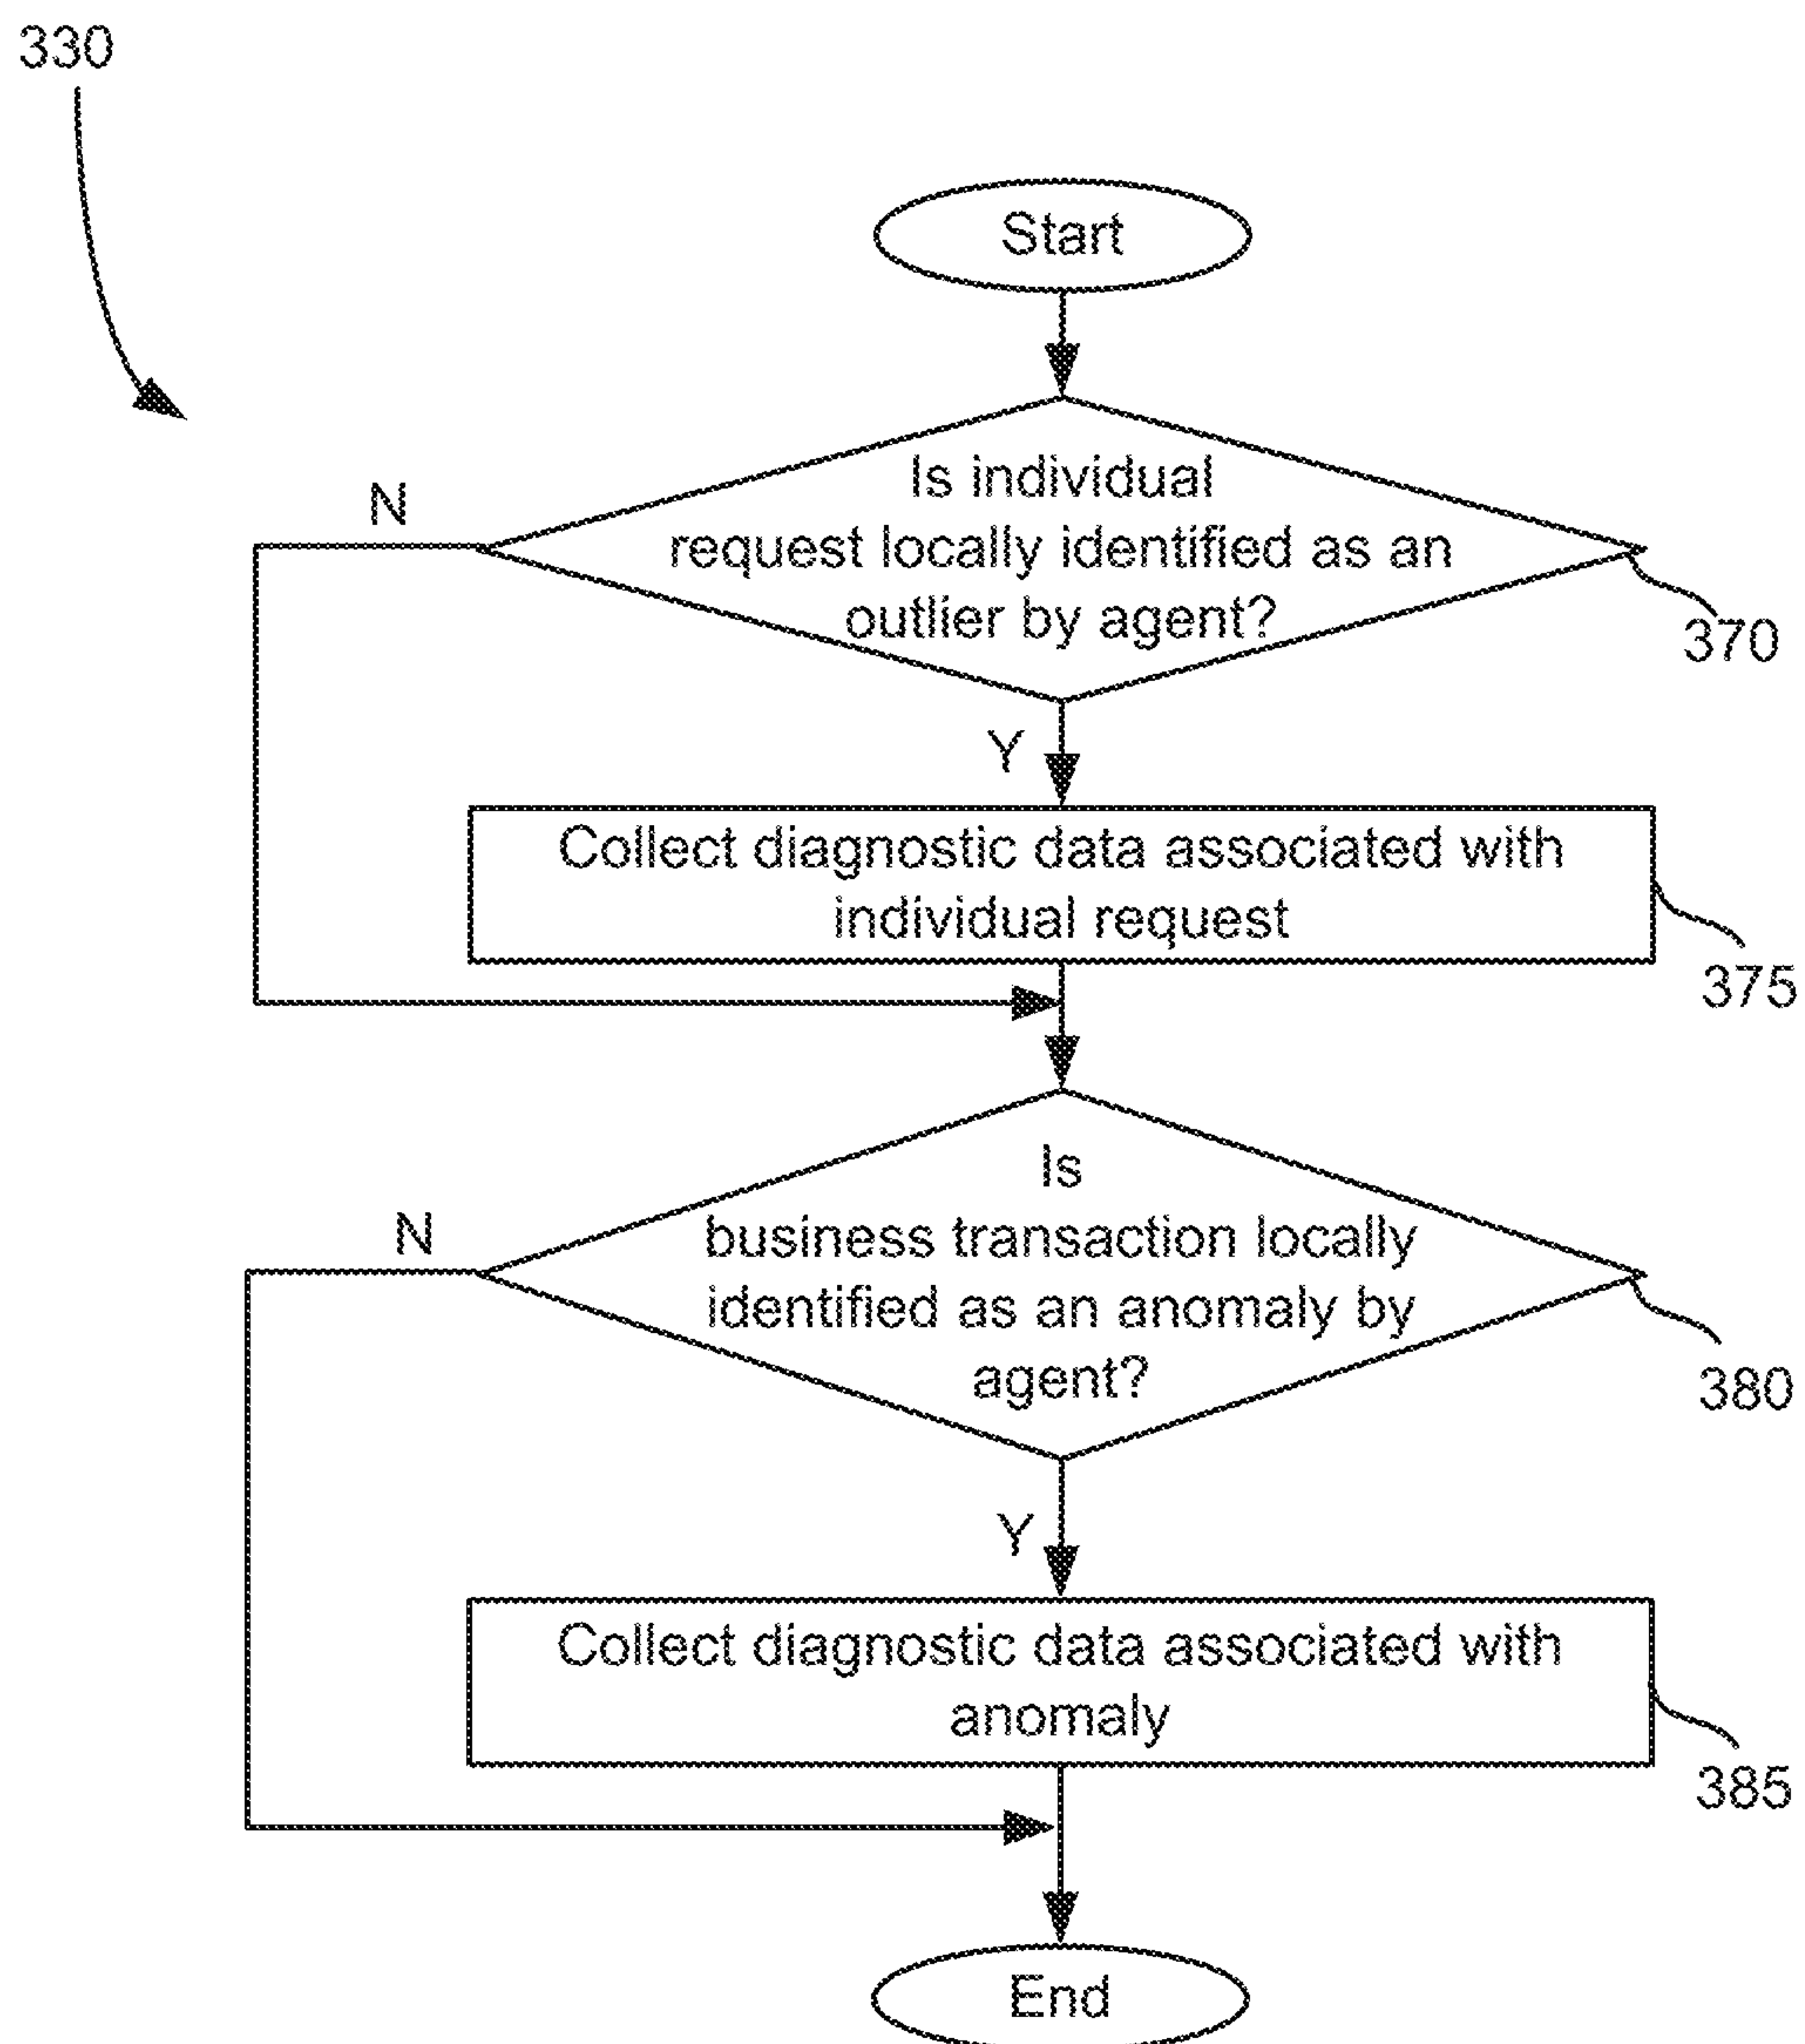 330
Start
Is individual
request locally identified as an
outlier by agent?
N
370
Y
Collect diagnostic data associated with
individual request
375
Is
business transaction locally
identified as an anomaly by
agent?
N
380
Y
Collect diagnostic data associated with
anomaly
385
End